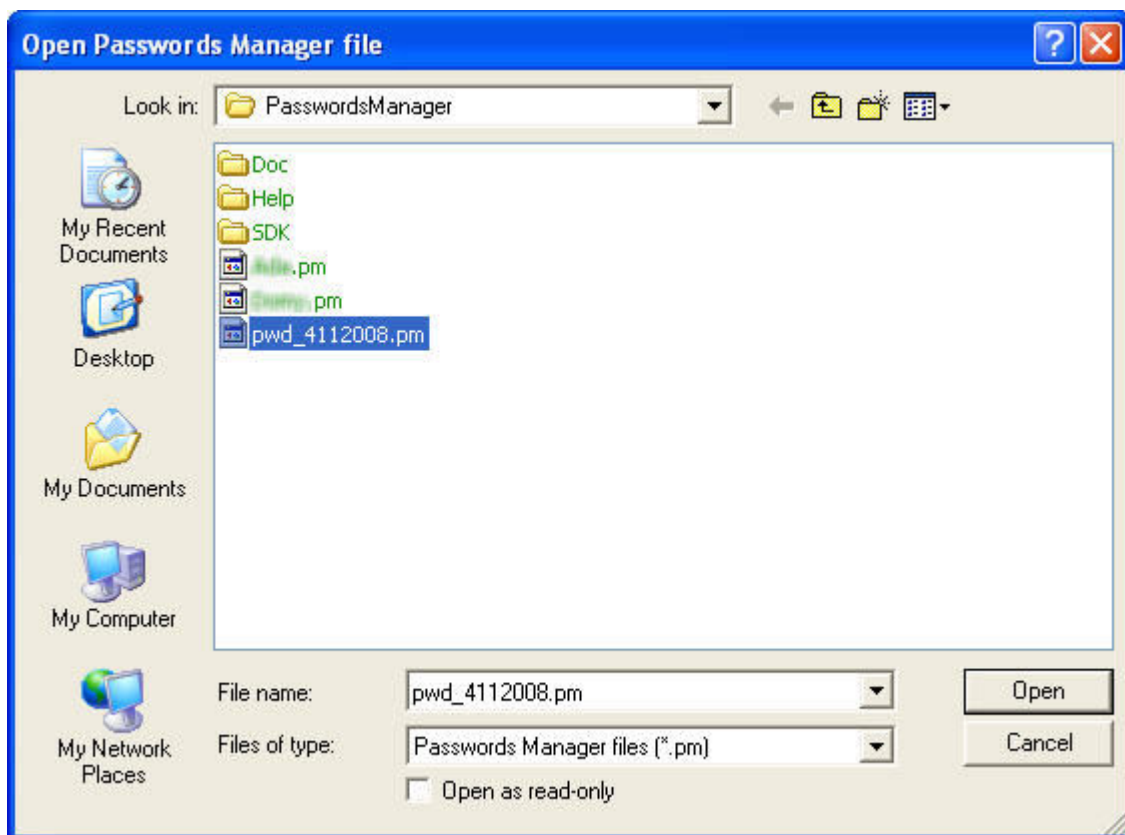 Open Passwords Manager file
Look in: PasswordsManager
My Recent
Documents
Desktop
My Documents
My Computer
My Network
Places
Doc
Help
SDK
.pm
.pm
pwd_4112008.pm
File name: pwd_4112008.pm
Open
Files of type: Passwords Manager files (*.pm)
Cancel
Open as read-only